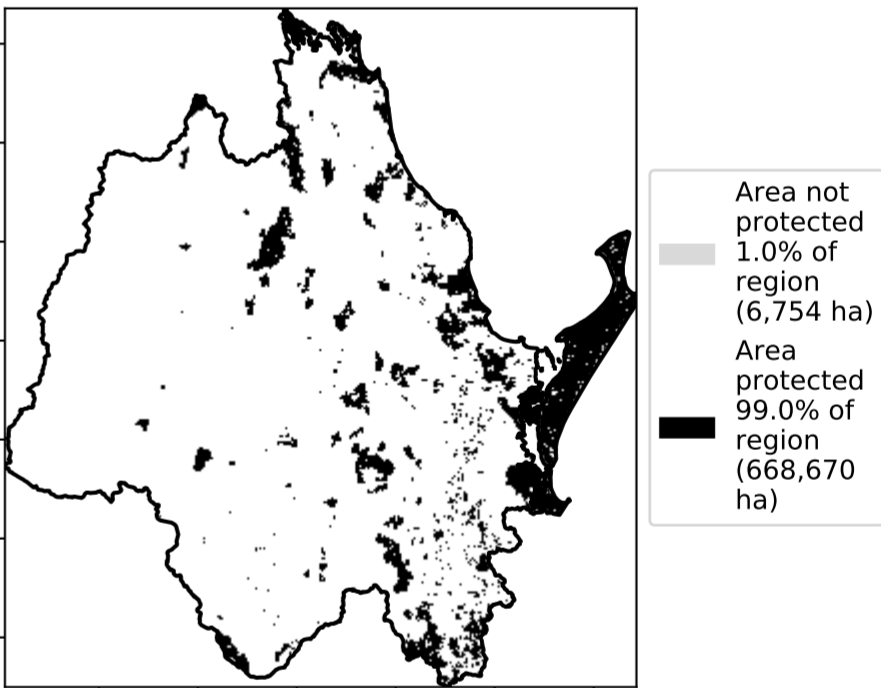 Area not
protected
1.0% of
region
(6,754 ha)
Area
protected
99.0% of
region
(668,670
ha)